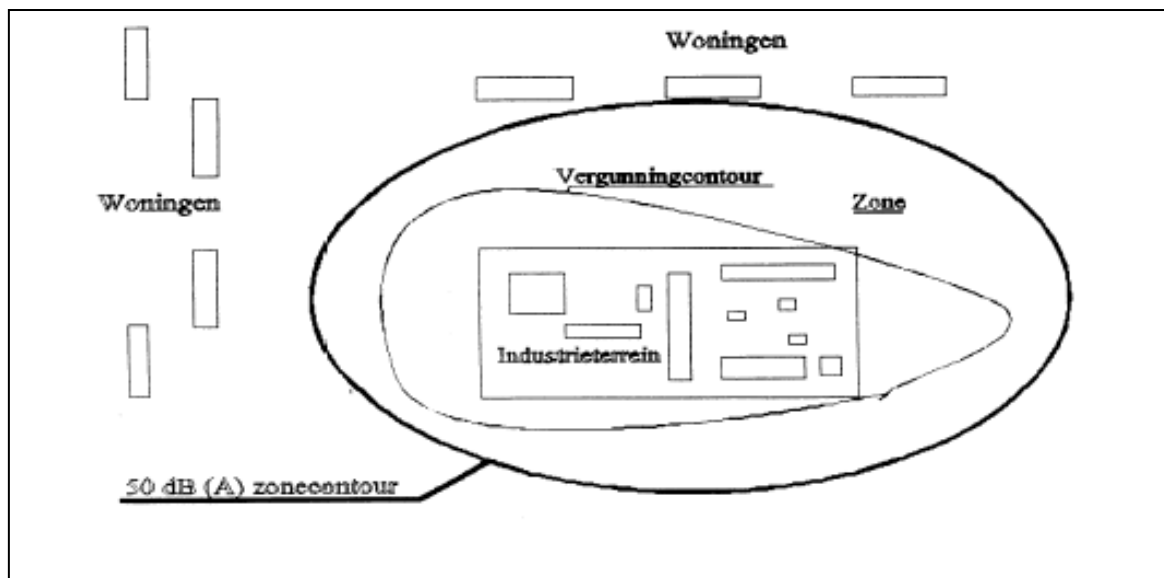 Woningen
Vergunningcontour
Zone
Woningen
Industrieterrein
50 dB (A) zonecontour